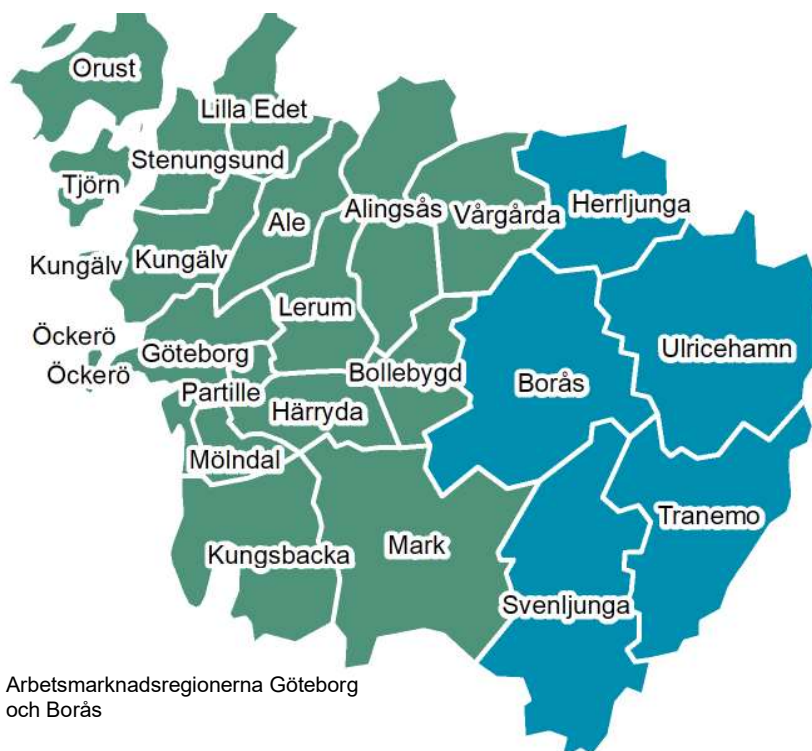 Orust
Lilla Edet
Stenungsund
Tjörn
Alingsås
Vårgårda
Herrljunga
Ale
Kungälv
Kungälv
Lerum
Öckerö
Göteborg
Öckerö
Ulricehamn
Bollebygd
Borås
Partille
Härryda
Mölndal
Tranemo
Kungsbacka
Mark
Svenljunga
Arbetsmarknadsregionerna Göteborg
och Borås